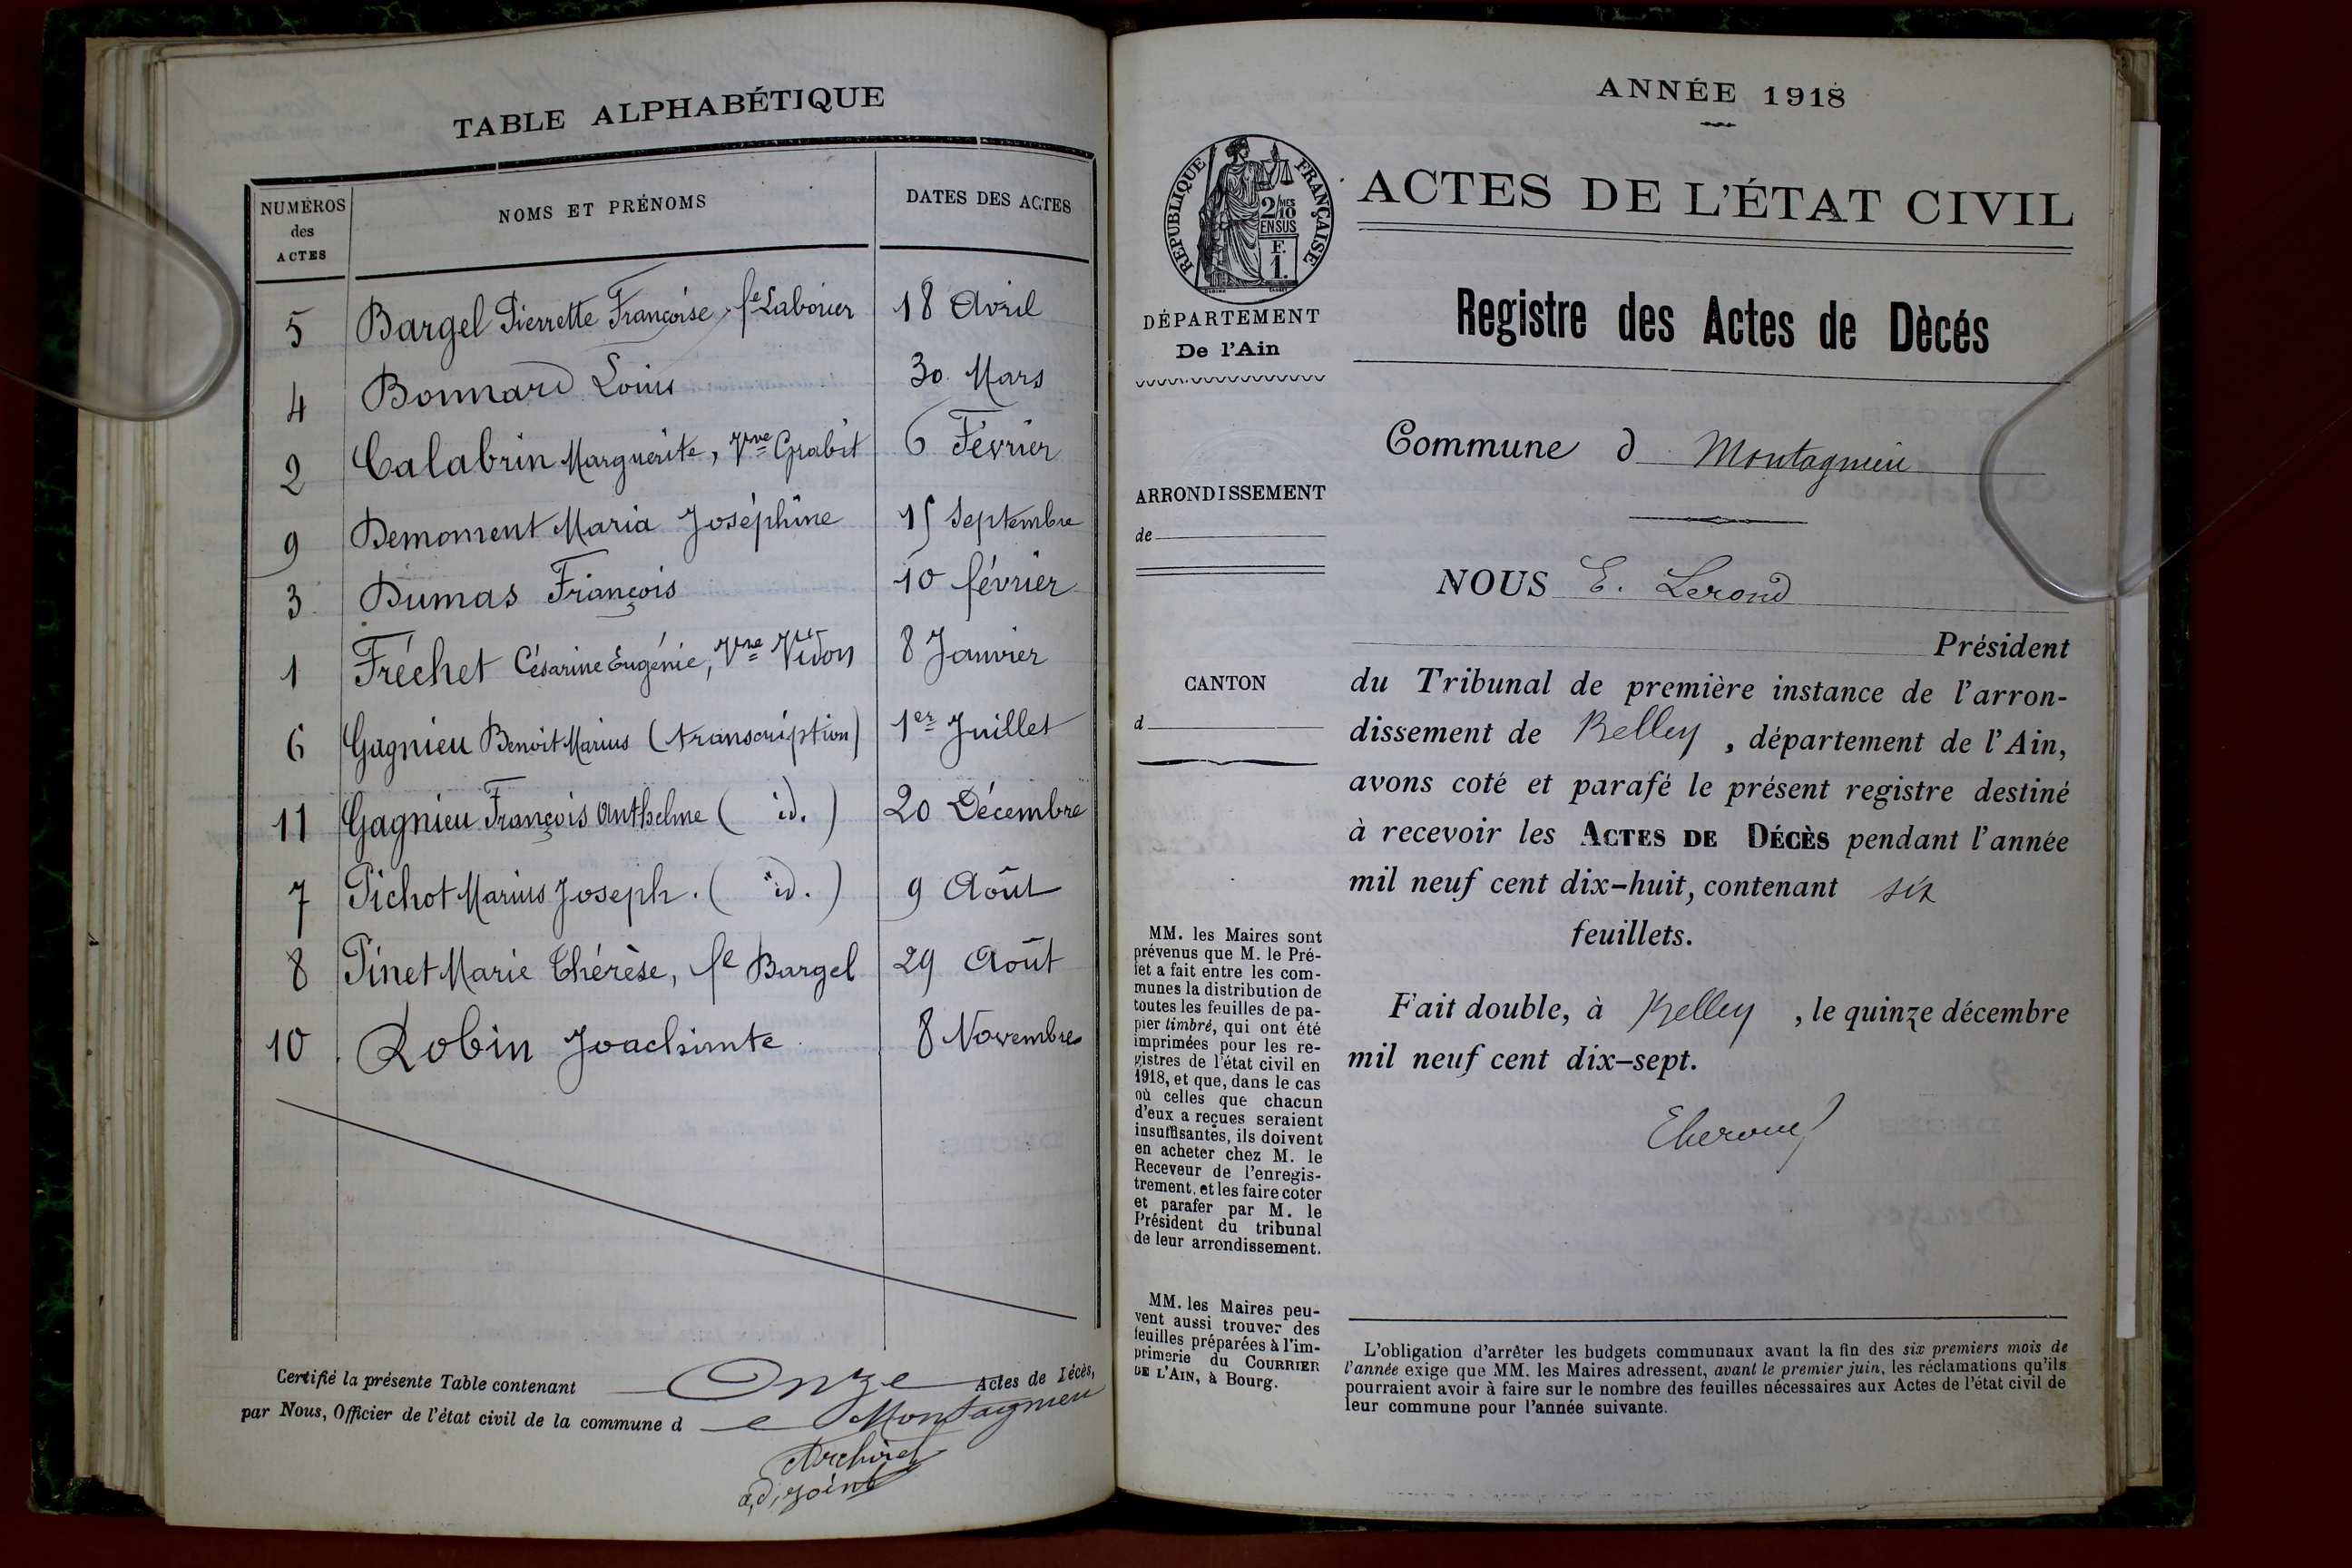 TABLE ALPHABÉTIQUE
NUMÉROS
des
ACTES
NOMS ET PRÉNOMS
DATES DES ACTES
5 Bargel Pierrette Françoise, fe Laborier 18 Avril
4 Bonnard Louis 30 Mars
2 Calabrin Marguerite, Vve Grabit 6 Février
9 Demoment Maria Joséphine 15 Septembre
3 Dumas François 10 février
1 Fréchet Césarine Eugénie, Vve Vidon 8 Janvier
6 Gagnieu Benoit Marius (transcription) 1er Juillet
11 Gagnieu François Anthelme ( id. ) 20 Décembre
7 Pichot Marius Joseph. ( id. ) 9 Août
8 Pinet Marie Thérèse, fe Bargel 29 Août
10 Robin Joachimte 8 Novembre
Certifié la présente Table contenant Onze Actes de Décès,
par Nous, Officier de l'état civil de la commune d e Montagnieu
adjoint
ANNÉE 1918
RÉPUBLIQUE FRANÇAISE
2/10 MES
EN SUS
F.
1.
ACTES DE L'ÉTAT CIVIL
DÉPARTEMENT
De l'Ain
Registre des Actes de Dècés
Commune d Montagnieu
ARRONDISSEMENT
de
NOUS E. Lerond
Président
CANTON
d
du Tribunal de première instance de l'arron-
dissement de Belley , département de l'Ain,
avons coté et parafé le présent registre destiné
à recevoir les ACTES DE DÉCÈS pendant l'année
mil neuf cent dix-huit, contenant six
feuillets.
Fait double, à Belley , le quinze décembre
mil neuf cent dix-sept.
MM. les Maires sont
prévenus que M. le Pré-
fet a fait entre les com-
munes la distribution de
toutes les feuilles de pa-
pier timbré, qui ont été
imprimées pour les re-
gistres de l'état civil en
1918, et que, dans le cas
où celles que chacun
d'eux a reçues seraient
insuffisantes, ils doivent
en acheter chez M. le
Receveur de l'enregis-
trement, et les faire coter
et parafer par M. le
Président du tribunal
de leur arrondissement.
MM. les Maires peu-
vent aussi trouver des
feuilles préparées à l'im-
primerie du COURRIER
DE L'AIN, à Bourg.
L'obligation d'arrêter les budgets communaux avant la fin des six premiers mois de
l'année exige que MM. les Maires adressent, avant le premier juin, les réclamations qu'ils
pourraient avoir à faire sur le nombre des feuilles nécessaires aux Actes de l'état civil de
leur commune pour l'année suivante.